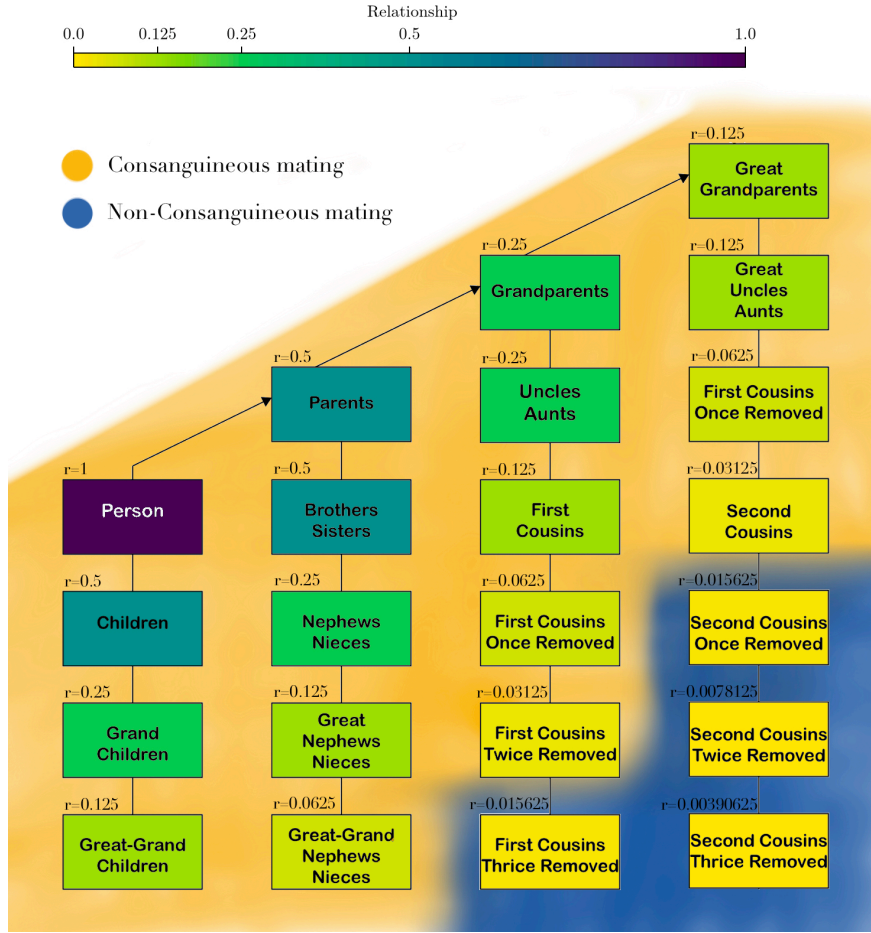 Relationship
0.0 0.125 0.25 0.5 1.0
Consanguineous mating
Non-Consanguineous mating
r=0.125
Great
Grandparents
r=0.25
r=0.125
Grandparents
Great
Uncles
Aunts
r=0.5
r=0.25
r=0.0625
Parents
Uncles
Aunts
First Cousins
Once Removed
r=1
r=0.5
r=0.125
r=0.03125
Person
Brothers
Sisters
First
Cousins
Second
Cousins
r=0.5
r=0.25
r=0.0625
r=0.015625
Children
Nephews
Nieces
First Cousins
Once Removed
Second Cousins
Once Removed
r=0.25
r=0.125
r=0.03125
r=0.0078125
Grand
Children
Great
Nephews
Nieces
First Cousins
Twice Removed
Second Cousins
Twice Removed
r=0.125
r=0.0625
r=0.015625
r=0.00390625
Great-Grand
Children
Great-Grand
Nephews
Nieces
First Cousins
Thrice Removed
Second Cousins
Thrice Removed